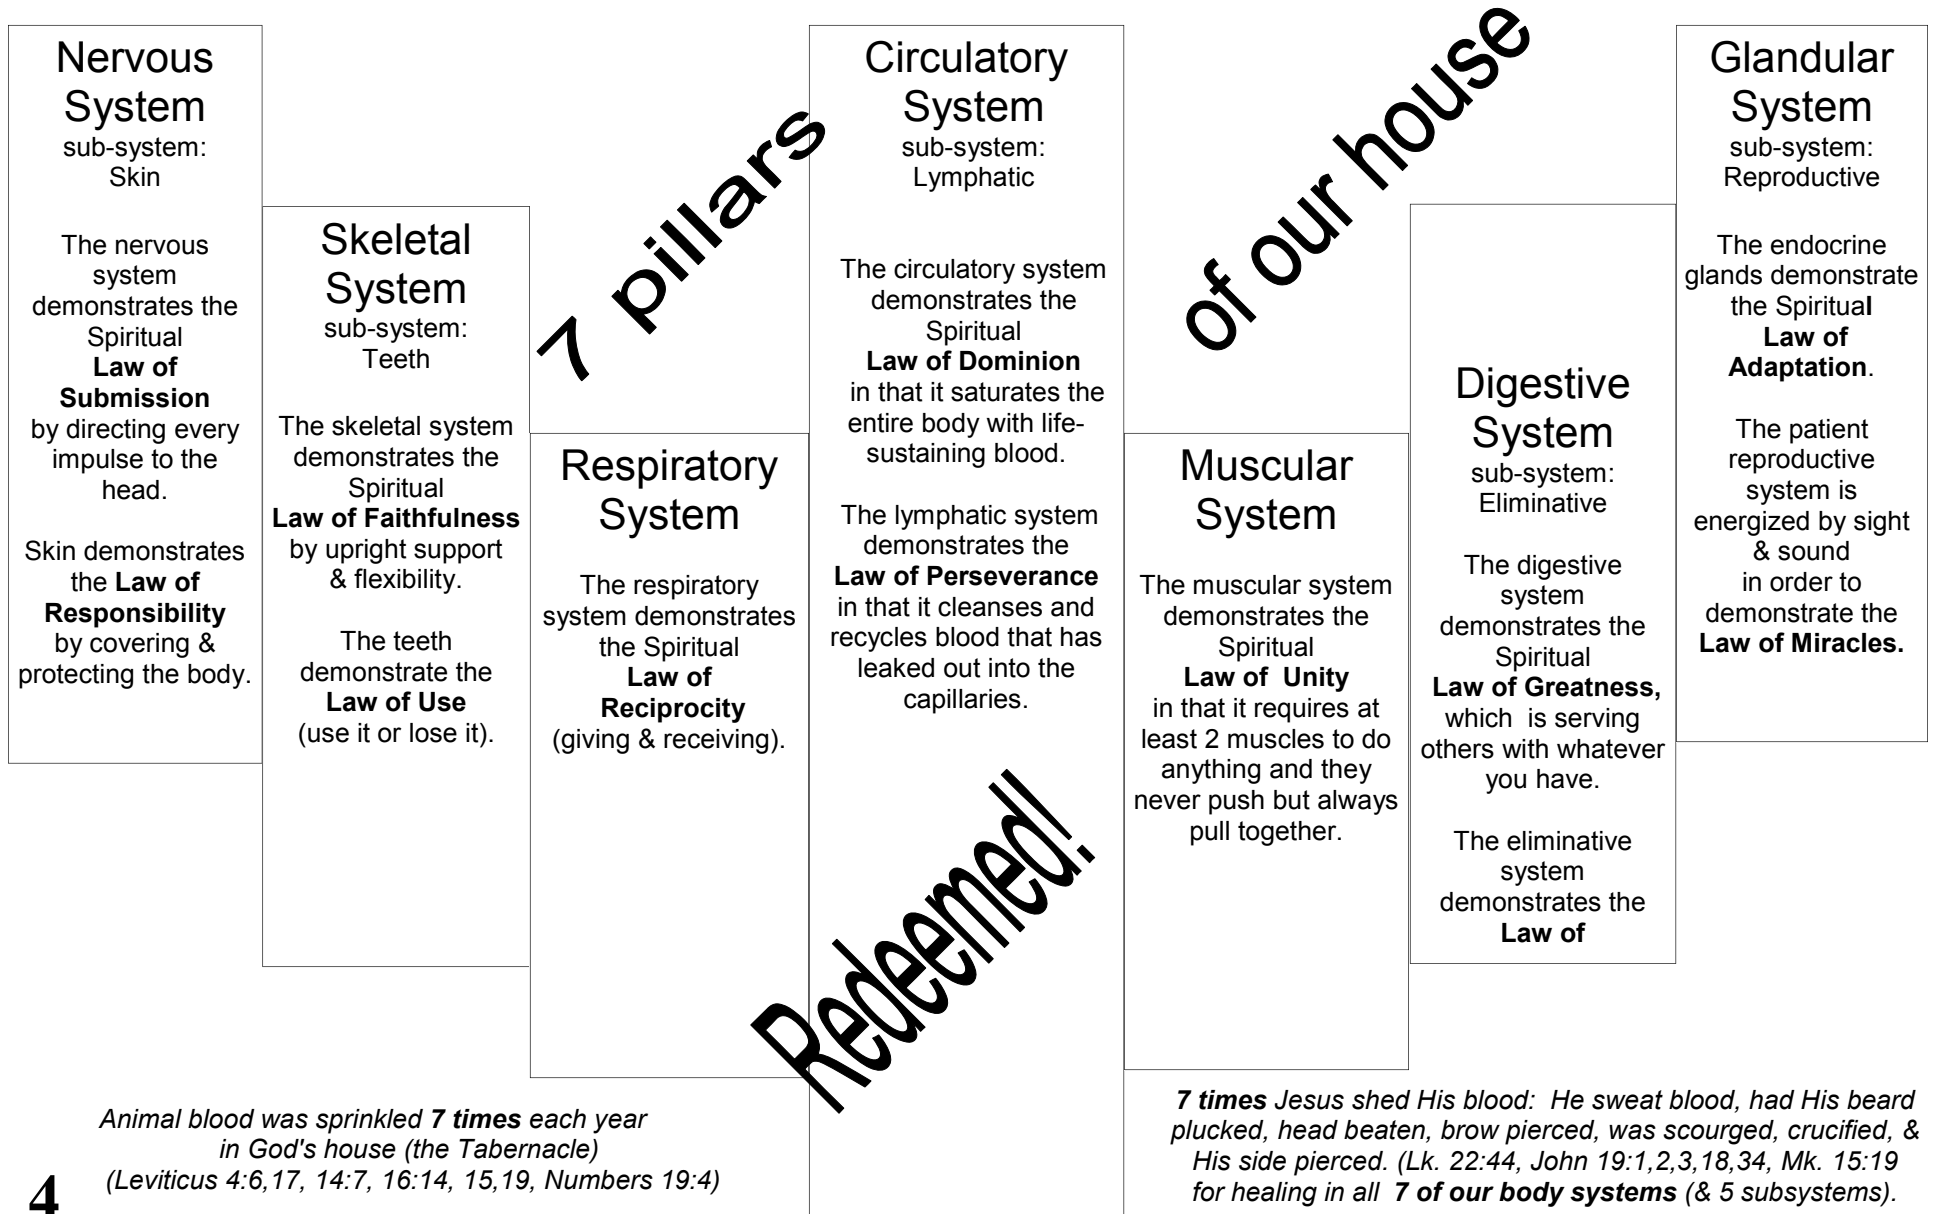 7 pillars
of our house
Redeemed!
Nervous
System
sub-system:
Skin
The nervous
system
demonstrates the
Spiritual
Law of
Submission
by directing every
impulse to the
head.
Skin demonstrates
the Law of
Responsibility
by covering &
protecting the body.
Skeletal
System
sub-system:
Teeth
The skeletal system
demonstrates the
Spiritual
Law of Faithfulness
by upright support
& flexibility.
The teeth
demonstrate the
Law of Use
(use it or lose it).
Respiratory
System
The respiratory
system demonstrates
the Spiritual
Law of
Reciprocity
(giving & receiving).
Circulatory
System
sub-system:
Lymphatic
The circulatory system
demonstrates the
Spiritual
Law of Dominion
in that it saturates the
entire body with life-
sustaining blood.
The lymphatic system
demonstrates the
Law of Perseverance
in that it cleanses and
recycles blood that has
leaked out into the
capillaries.
Muscular
System
The muscular system
demonstrates the
Spiritual
Law of Unity
in that it requires at
least 2 muscles to do
anything and they
never push but always
pull together.
Digestive
System
sub-system:
Eliminative
The digestive
system
demonstrates the
Spiritual
Law of Greatness,
which is serving
others with whatever
you have.
The eliminative
system
demonstrates the
Law of
Glandular
System
sub-system:
Reproductive
The endocrine
glands demonstrate
the Spiritual
Law of
Adaptation.
The patient
reproductive
system is
energized by sight
& sound
in order to
demonstrate the
Law of Miracles.
Animal blood was sprinkled 7 times each year
in God's house (the Tabernacle)
(Leviticus 4:6,17, 14:7, 16:14, 15,19, Numbers 19:4)
7 times Jesus shed His blood: He sweat blood, had His beard
plucked, head beaten, brow pierced, was scourged, crucified, &
His side pierced. (Lk. 22:44, John 19:1,2,3,18,34, Mk. 15:19
for healing in all 7 of our body systems (& 5 subsystems).
4